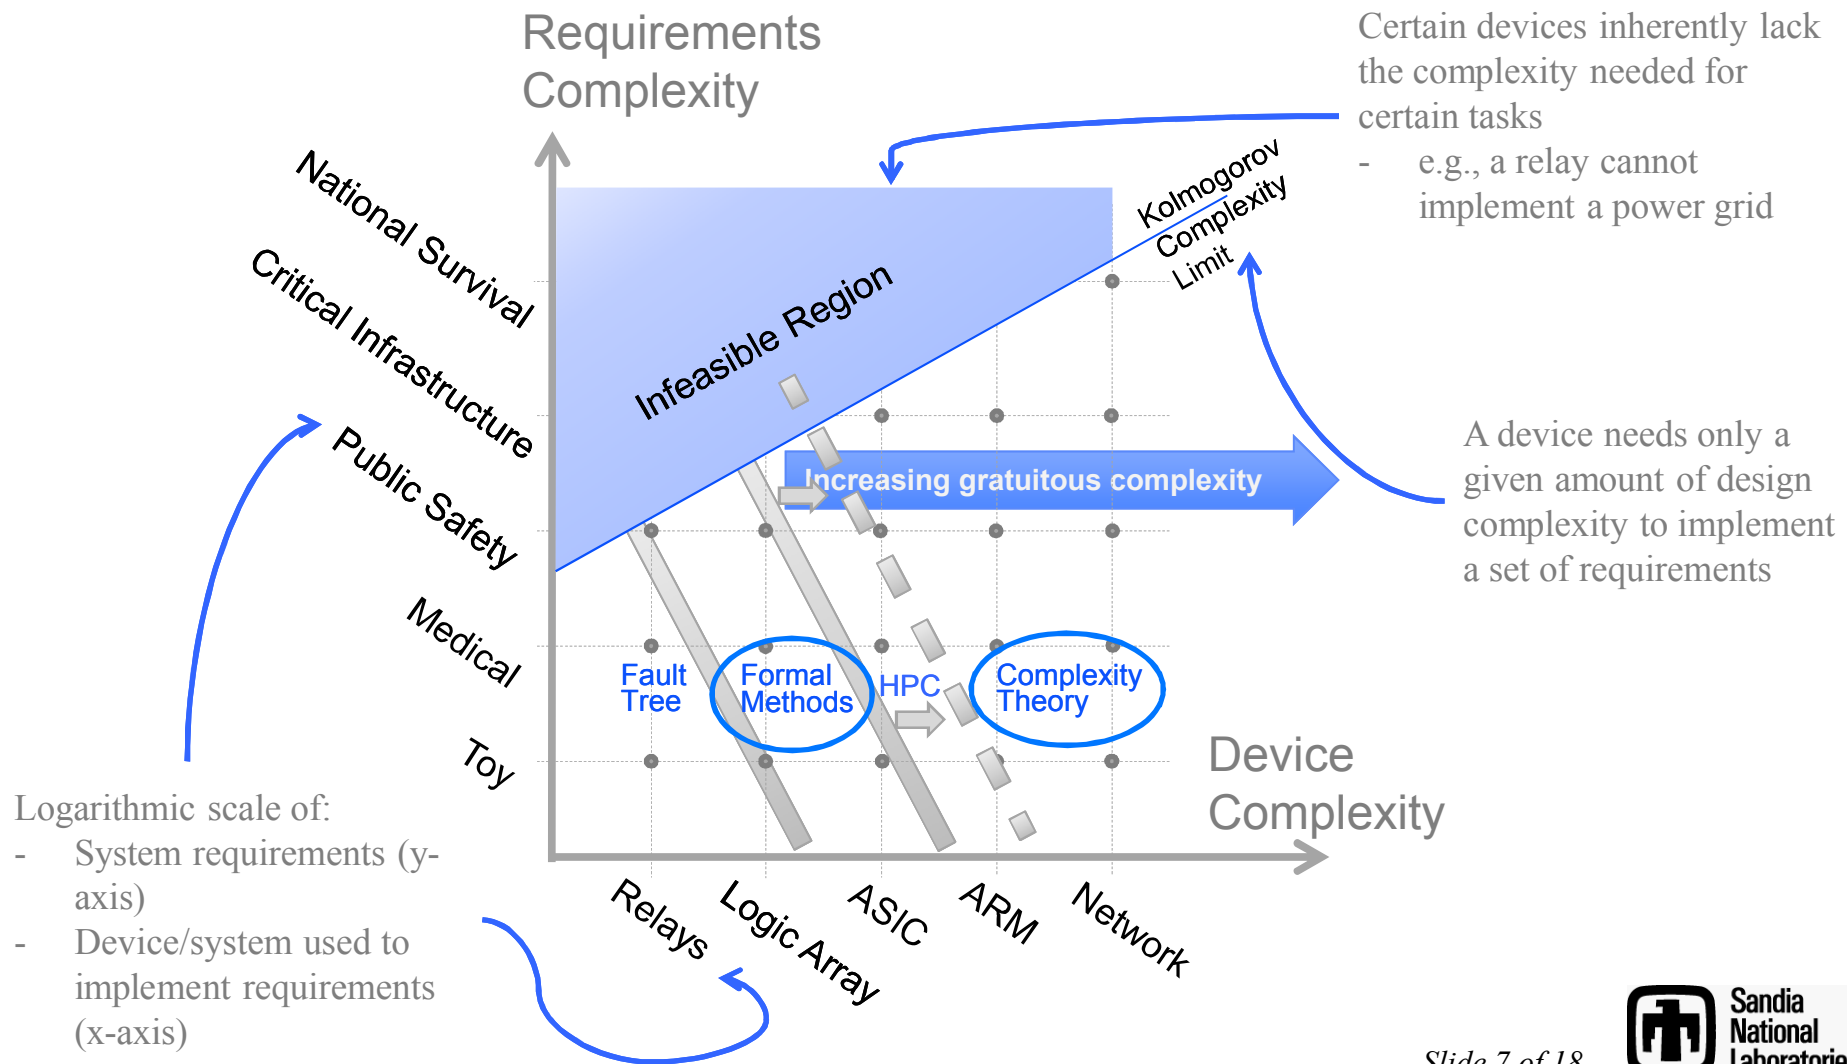 Requirements
Complexity
Certain devices inherently lack
the complexity needed for
certain tasks
- e.g., a relay cannot
implement a power grid
National Survival
Critical Infrastructure
Public Safety
Medical
Toy
Infeasible Region
Kolmogorov
Complexity
Limit
Increasing gratuitous complexity
A device needs only a
given amount of design
complexity to implement
a set of requirements
Fault
Tree
Formal
Methods
HPC
Complexity
Theory
Device
Complexity
Relays
Logic Array
ASIC
ARM
Network
Logarithmic scale of:
- System requirements (y-
axis)
- Device/system used to
implement requirements
(x-axis)
Slide 7 of 18
Sandia
National
Laboratorie